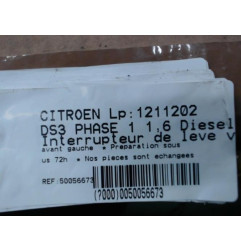 CITROEN Lp:1211202
DS3 PHASE 1 1,6 Diesel
Interrupteur de leve v
avant gauche * Preparation sous
us 72h * Nos pieces sont echangees
REF:50056673
(7000)0050056673